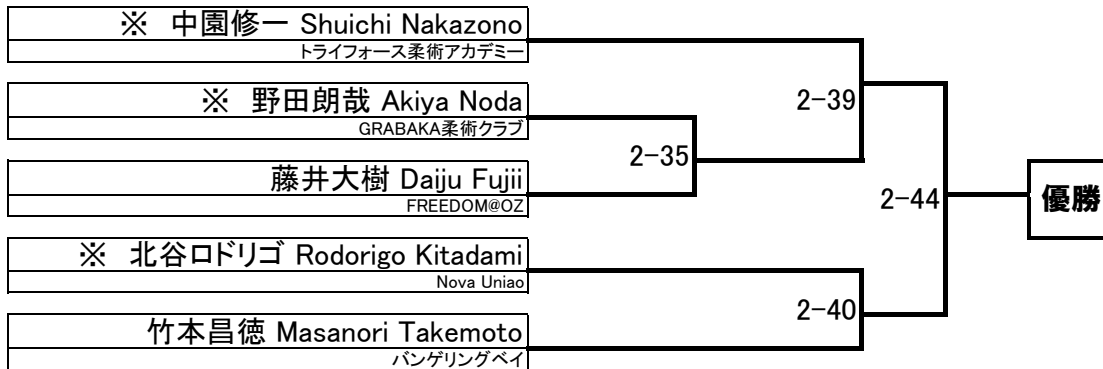 ※ 中園修一 Shuichi Nakazono
トライフォース柔術アカデミー
※ 野田朗哉 Akiya Noda
GRABAKA柔術クラブ
藤井大樹 Daiju Fujii
FREEDOM@OZ
※ 北谷ロドリゴ Rodorigo Kitadami
Nova Uniao
竹本昌徳 Masanori Takemoto
バンゲリングベイ
2-35
2-39
2-40
2-44
優勝